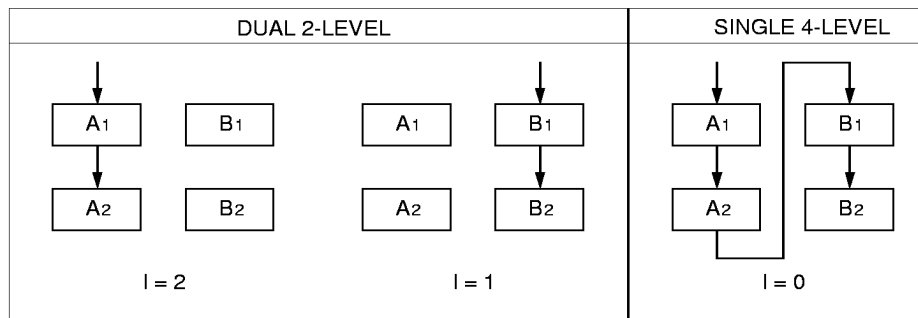 DUAL 2-LEVEL SINGLE 4-LEVEL
A1 B1 A1 B1 A1 B1
A2 B2 A2 B2 A2 B2
I = 2 I = 1 I = 0